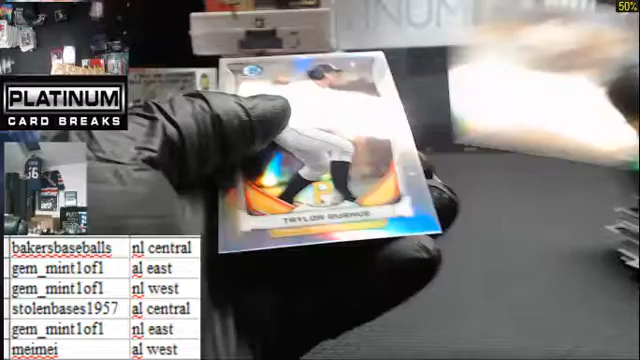 50%
PLATINUM
CARD BREAKS
bakersbaseballs nl central
gem_mint1of1 al east
gem_mint1of1 nl west
stolenbases1957 al central
gem_mint1of1 nl east
meimei al west
TAYLOR